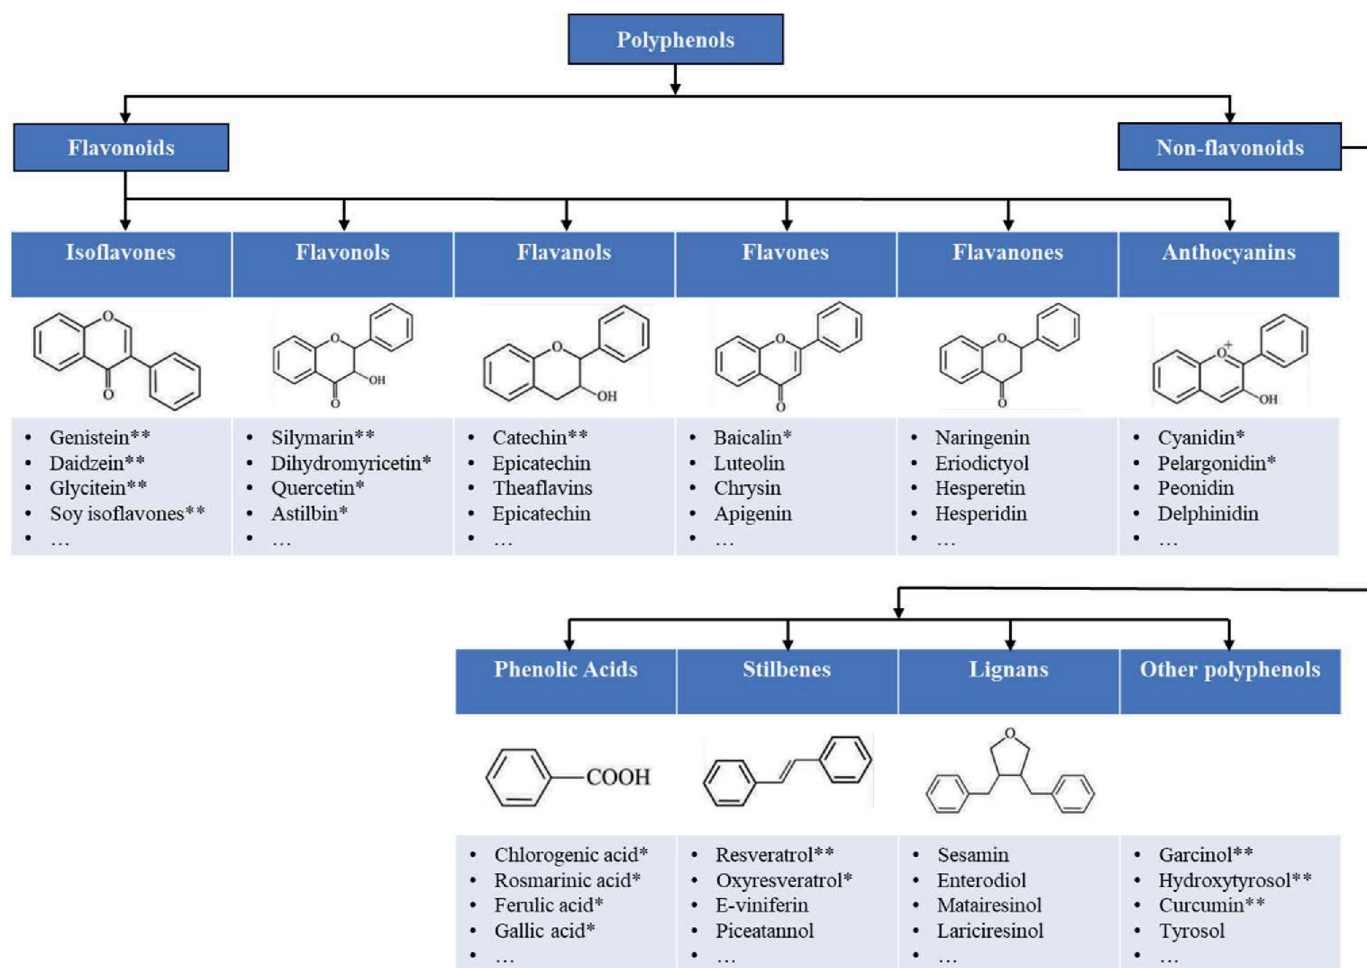 Polyphenols
Flavonoids
Non-flavonoids
Isoflavones
Flavonols
Flavanols
Flavones
Flavanones
Anthocyanins
O
O
O
OH
O
O
OH
O
O
O
O
O+
OH
• Genistein**
• Daidzein**
• Glycitein**
• Soy isoflavones**
• …
• Silymarin**
• Dihydromyricetin*
• Quercetin*
• Astilbin*
• …
• Catechin**
• Epicatechin
• Theaflavins
• Epicatechin
• …
• Baicalin*
• Luteolin
• Chrysin
• Apigenin
• …
• Naringenin
• Eriodictyol
• Hesperetin
• Hesperidin
• …
• Cyanidin*
• Pelargonidin*
• Peonidin
• Delphinidin
• …
Phenolic Acids
Stilbenes
Lignans
Other polyphenols
COOH
O
• Chlorogenic acid*
• Rosmarinic acid*
• Ferulic acid*
• Gallic acid*
• …
• Resveratrol**
• Oxyresveratrol*
• E-viniferin
• Piceatannol
• …
• Sesamin
• Enterodiol
• Matairesinol
• Lariciresinol
• …
• Garcinol**
• Hydroxytyrosol**
• Curcumin**
• Tyrosol
• …